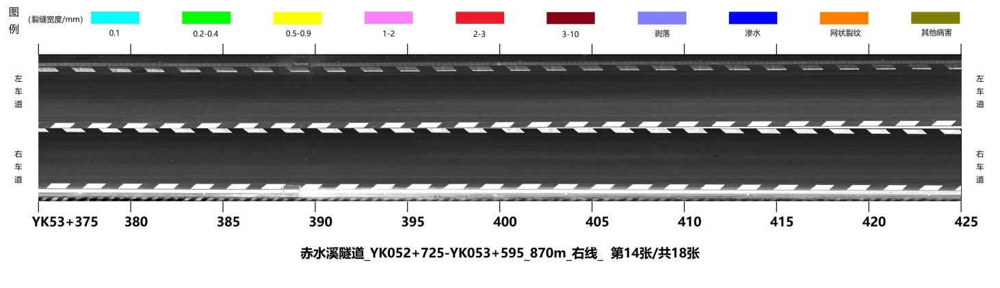 图例
(裂缝宽度/mm)
0.1
0.2-0.4
0.5-0.9
1-2
2-3
3-10
剥落
渗水
网状裂纹
其他病害
左车道
左车道
右车道
右车道
YK53+375 380 385 390 395 400 405 410 415 420 425
赤水溪隧道_YK052+725-YK053+595_870m_右线_ 第14张/共18张